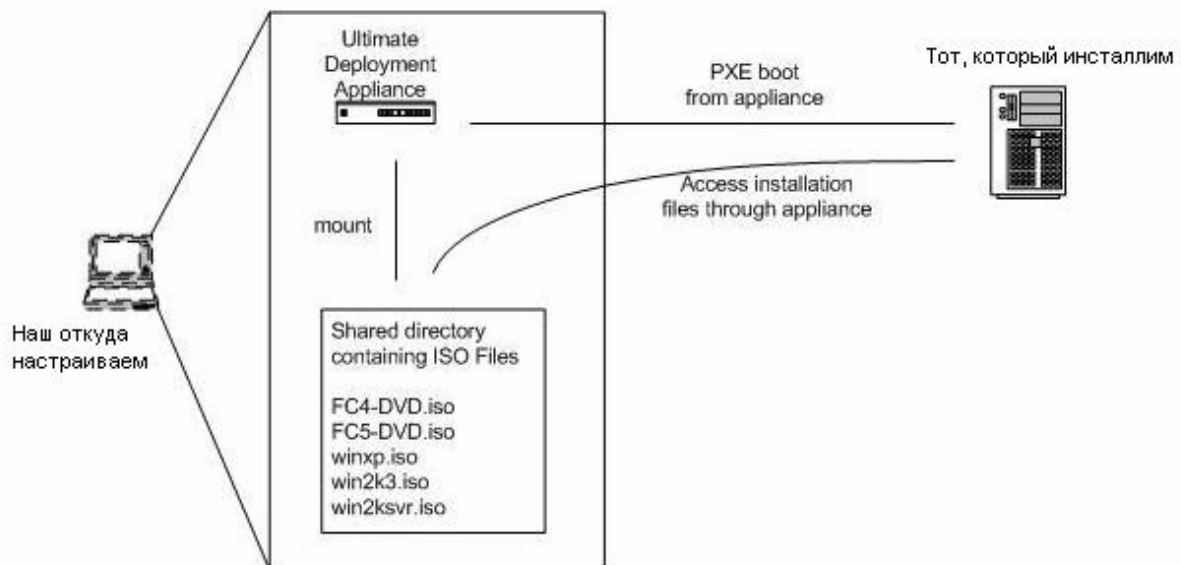 Ultimate
Deployment
Appliance
PXE boot
from appliance
Тот, который инсталлим
Access installation
files through appliance
mount
Наш откуда
настраиваем
Shared directory
containing ISO Files
FC4-DVD.iso
FC5-DVD.iso
winxp.iso
win2k3.iso
win2ksvr.iso